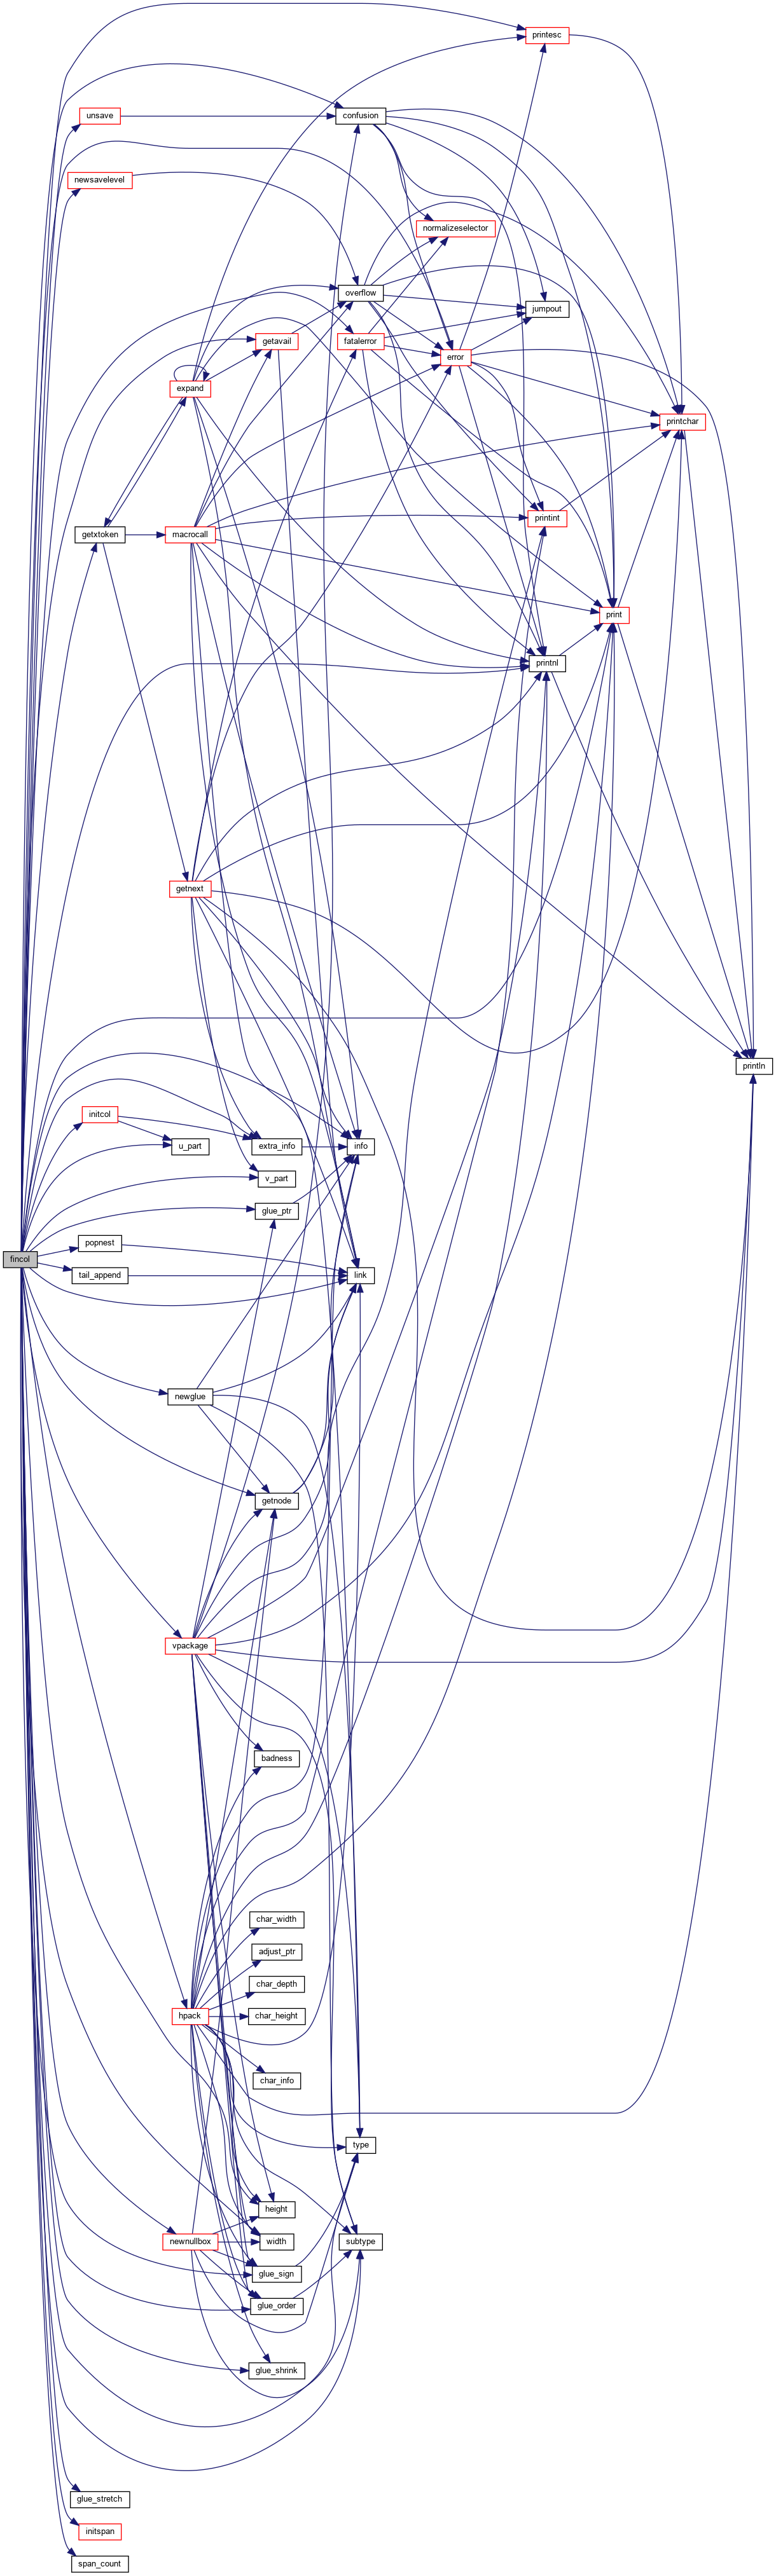 printesc
unsave
confusion
newsavelevel
normalizeselector
overflow
jumpout
getavail
fatalerror
error
expand
printchar
getxtoken
macrocall
printint
print
printnl
getnext
println
initcol
u_part
extra_info
info
v_part
glue_ptr
popnest
fincol
tail_append
link
newglue
getnode
vpackage
badness
char_width
adjust_ptr
char_depth
hpack
char_height
char_info
type
height
newnullbox
width
subtype
glue_sign
glue_order
glue_shrink
glue_stretch
initspan
span_count